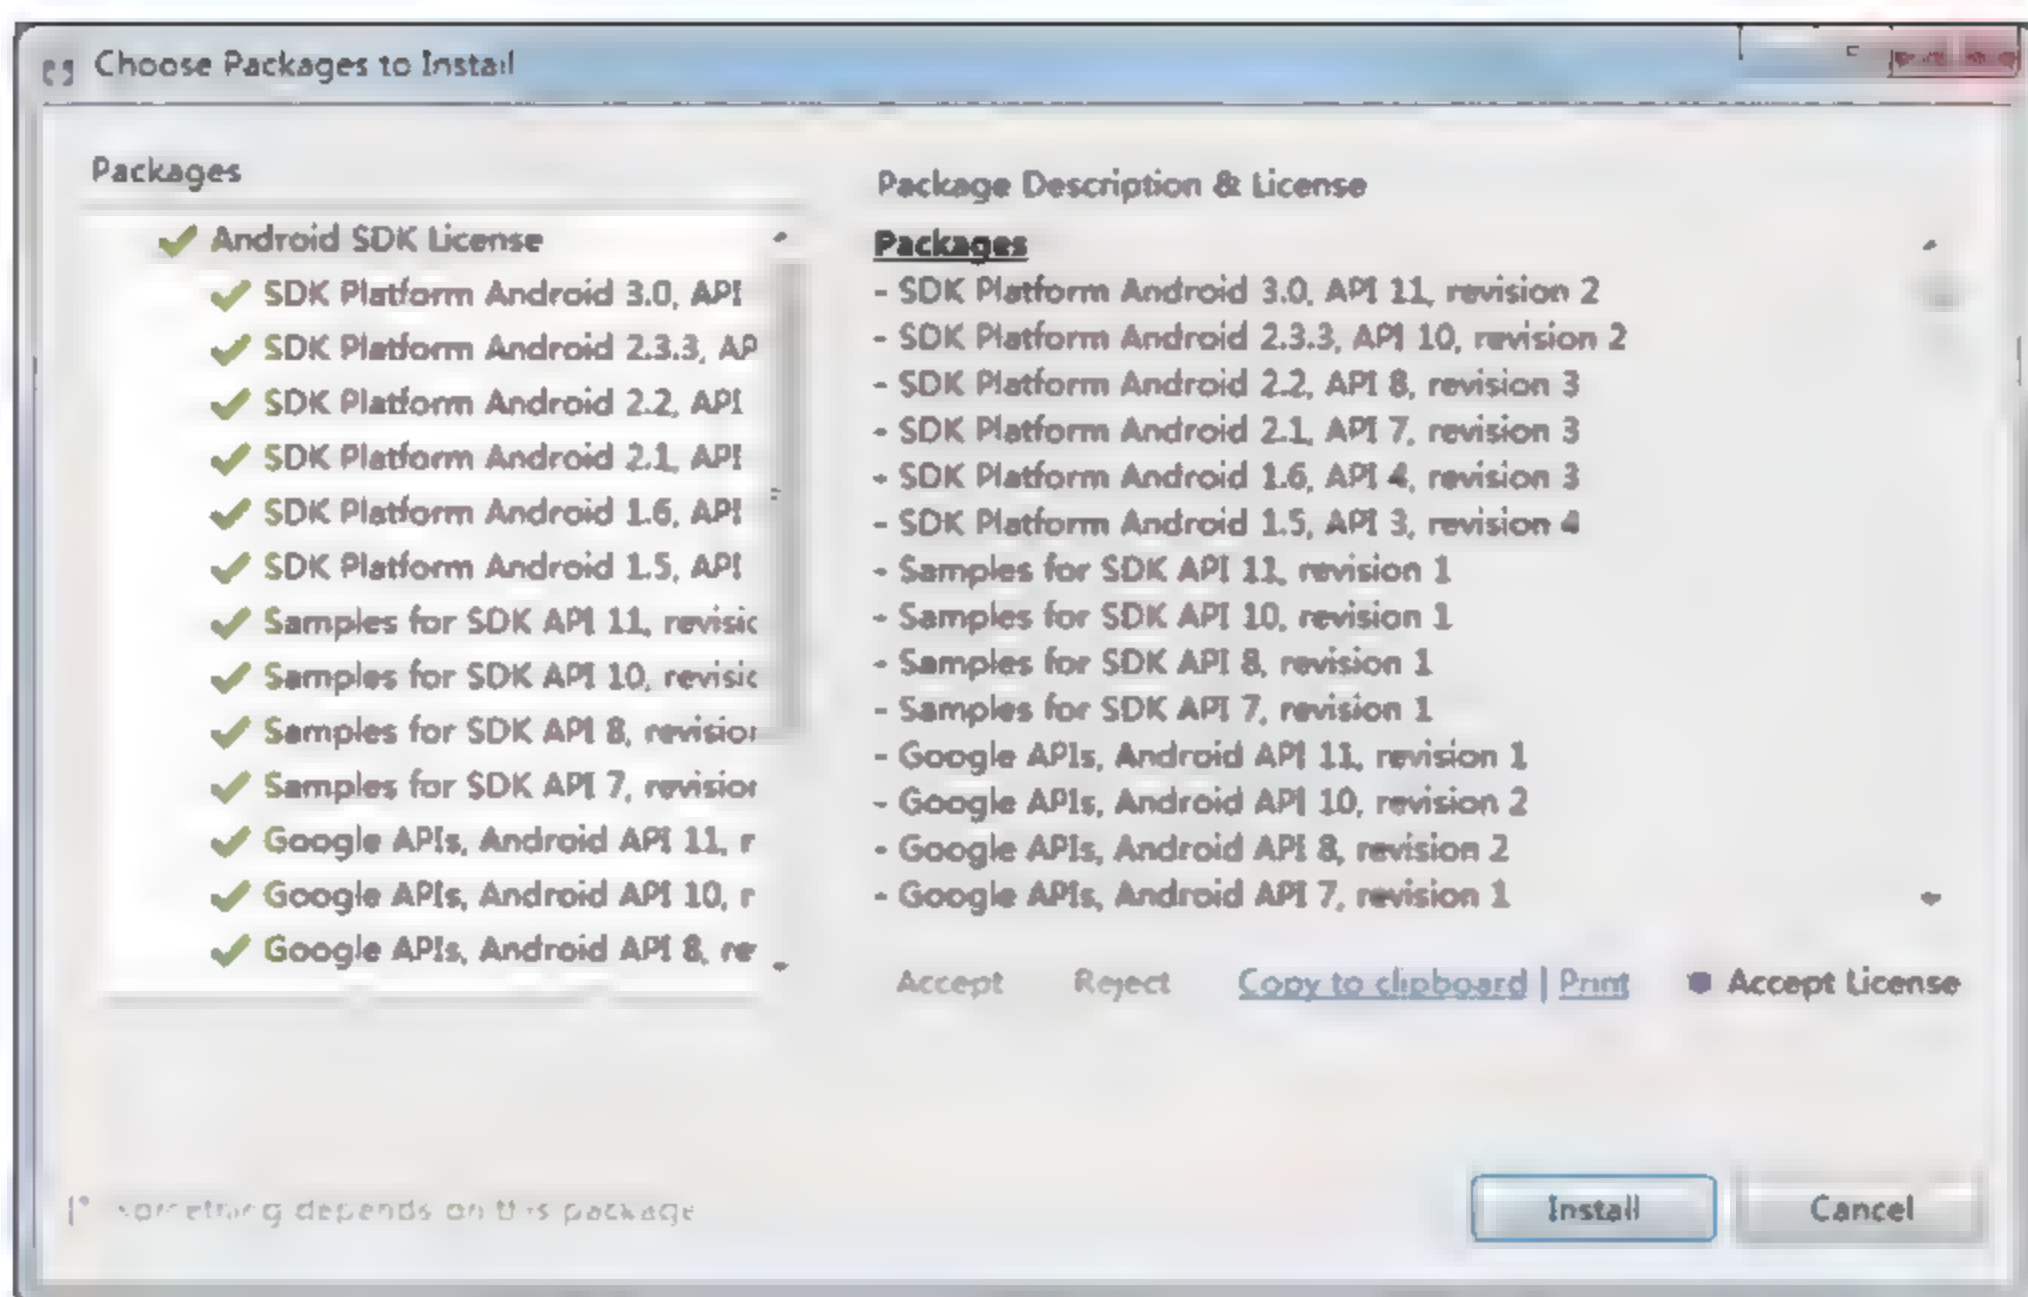 Choose Packages to Install
Packages
Android SDK License
SDK Platform Android 3.0, API
SDK Platform Android 2.3.3, AP
SDK Platform Android 2.2, API
SDK Platform Android 2.1, API
SDK Platform Android 1.6, API
SDK Platform Android 1.5, API
Samples for SDK API 11, revisic
Samples for SDK API 10, revisic
Samples for SDK API 8, revision
Samples for SDK API 7, revision
Google APIs, Android API 11, r
Google APIs, Android API 10, r
Google APIs, Android API 8, re
Package Description & License
Packages
- SDK Platform Android 3.0, API 11, revision 2
- SDK Platform Android 2.3.3, API 10, revision 2
- SDK Platform Android 2.2, API 8, revision 3
- SDK Platform Android 2.1, API 7, revision 3
- SDK Platform Android 1.6, API 4, revision 3
- SDK Platform Android 1.5, API 3, revision 4
- Samples for SDK API 11, revision 1
- Samples for SDK API 10, revision 1
- Samples for SDK API 8, revision 1
- Samples for SDK API 7, revision 1
- Google APIs, Android API 11, revision 1
- Google APIs, Android API 10, revision 2
- Google APIs, Android API 8, revision 2
- Google APIs, Android API 7, revision 1
Accept Reject Copy to clipboard | Print Accept License
something depends on this package
Install Cancel